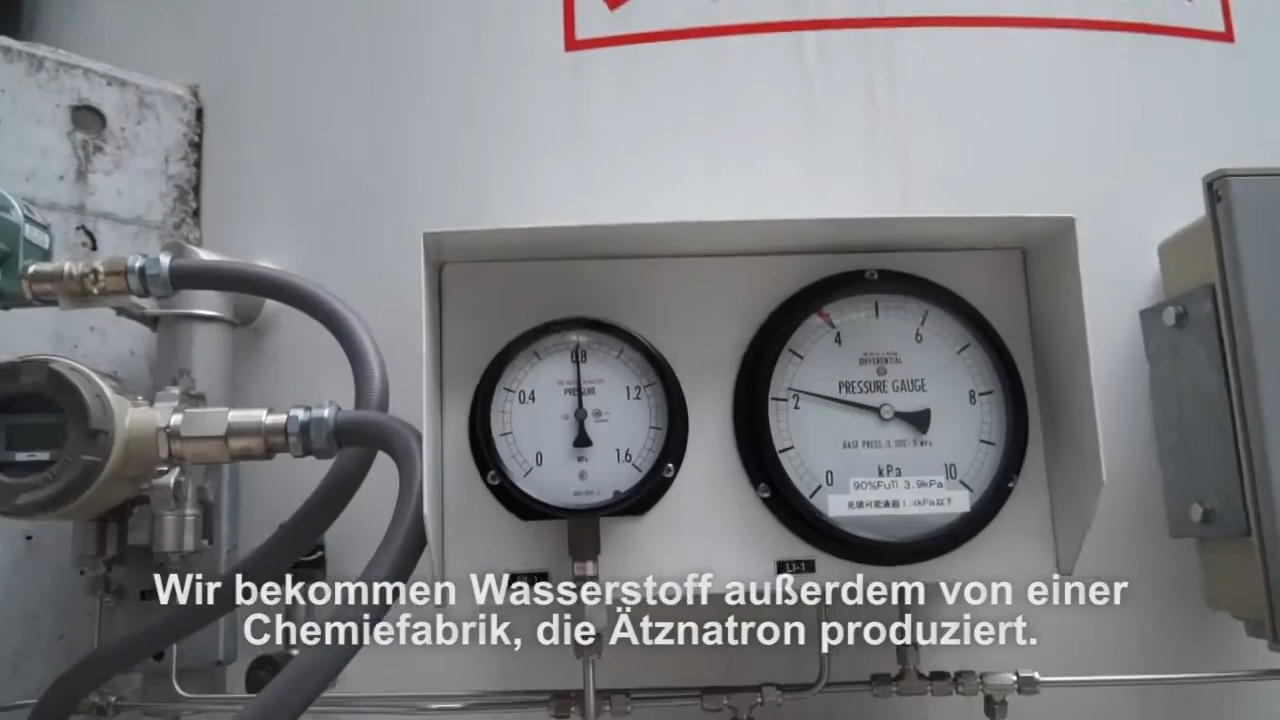 0.8
0.4
1.2
PRESSURE
0
1.6
MPa
4
6
DIFFERENTIAL
PRESSURE GAUGE
2
8
0
kPa
10
90%Full 3.9kPa
LI-1
Wir bekommen Wasserstoff außerdem von einer
Chemiefabrik, die Ätznatron produziert.